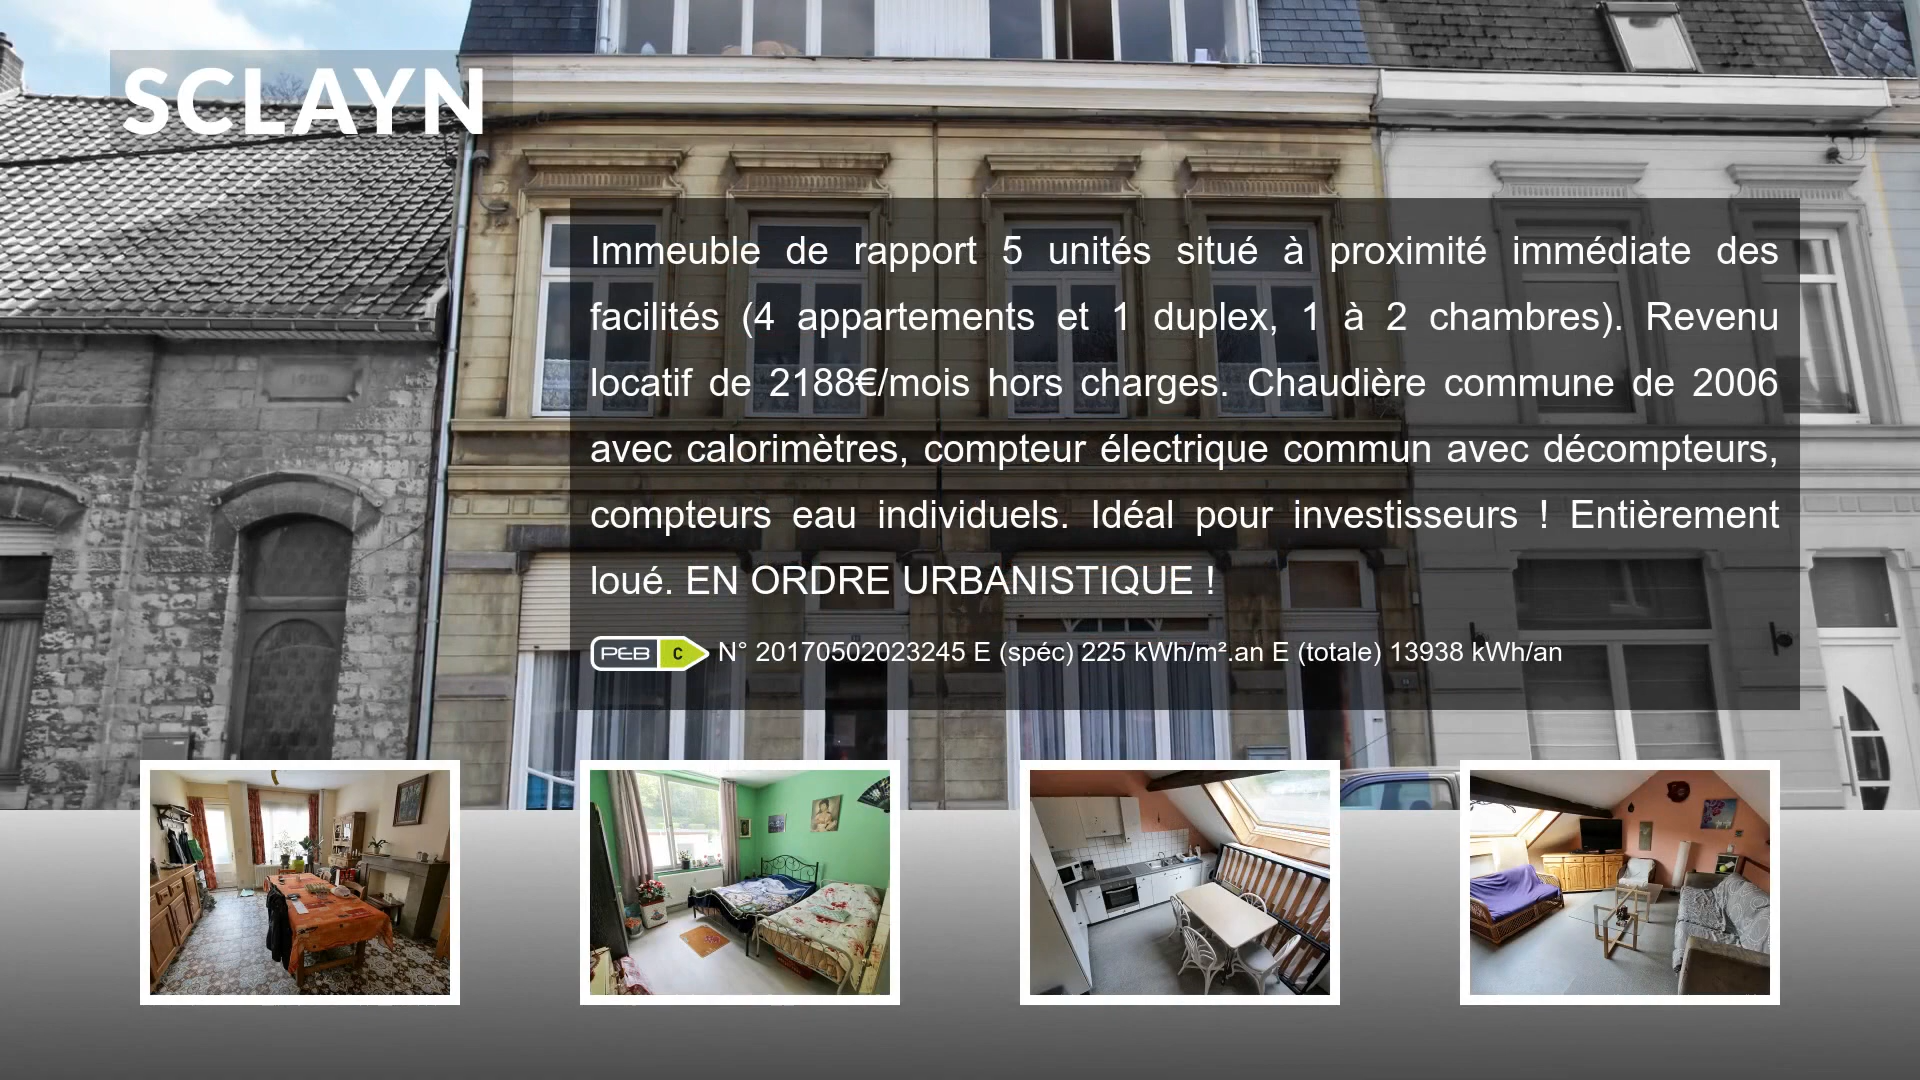 SCLAYN
Immeuble de rapport 5 unités situé à proximité immédiate des
facilités (4 appartements et 1 duplex, 1 à 2 chambres). Revenu
locatif de 2188€/mois hors charges. Chaudière commune de 2006
avec calorimètres, compteur électrique commun avec décompteurs,
compteurs eau individuels. Idéal pour investisseurs ! Entièrement
loué. EN ORDRE URBANISTIQUE !
PEB C N° 20170502023245 E (spéc) 225 kWh/m².an E (totale) 13938 kWh/an